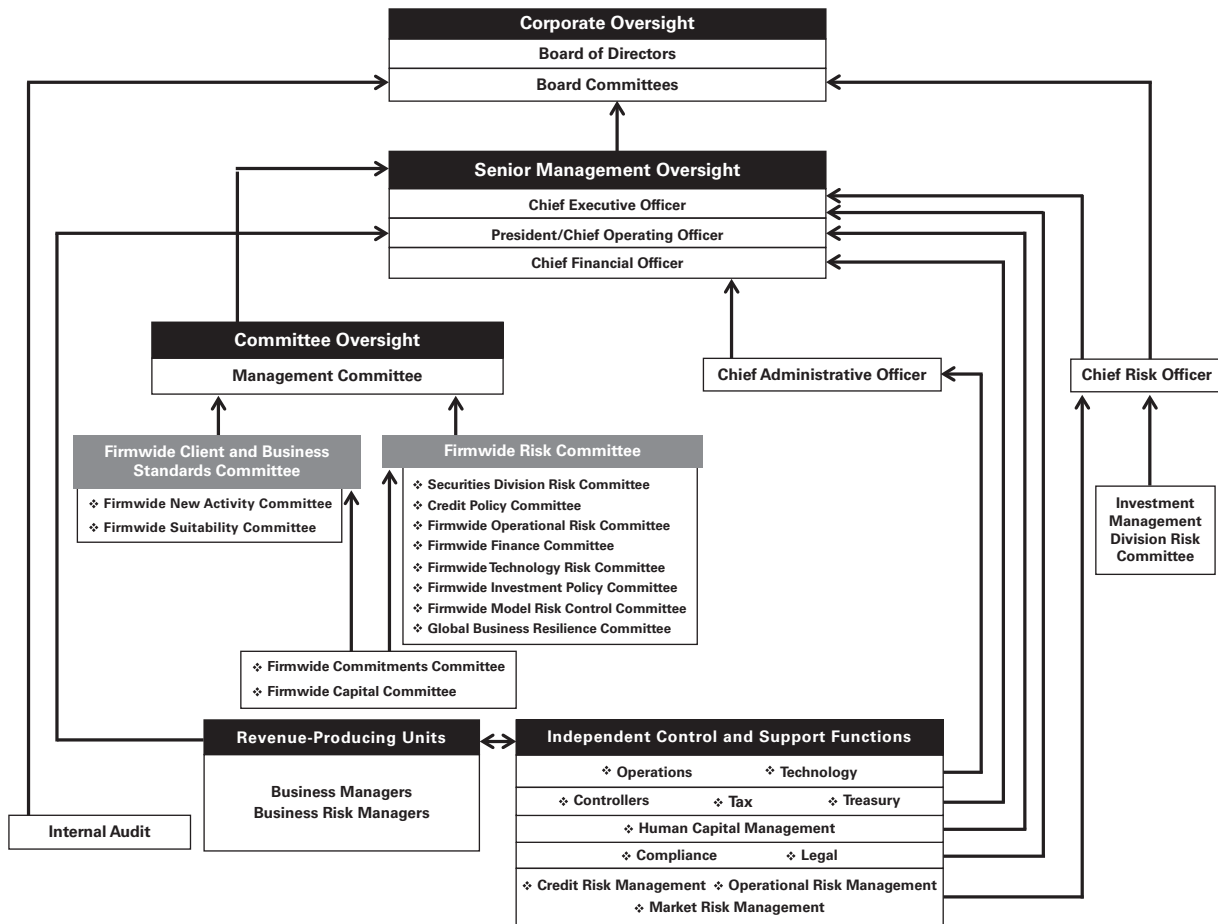 Corporate Oversight
Board of Directors
Board Committees
Senior Management Oversight
Chief Executive Officer
President/Chief Operating Officer
Chief Financial Officer
Committee Oversight
Management Committee
Chief Administrative Officer
Chief Risk Officer
Firmwide Client and Business
Standards Committee
❖ Firmwide New Activity Committee
❖ Firmwide Suitability Committee
Firmwide Risk Committee
❖ Securities Division Risk Committee
❖ Credit Policy Committee
❖ Firmwide Operational Risk Committee
❖ Firmwide Finance Committee
❖ Firmwide Technology Risk Committee
❖ Firmwide Investment Policy Committee
❖ Firmwide Model Risk Control Committee
❖ Global Business Resilience Committee
Investment
Management
Division Risk
Committee
❖ Firmwide Commitments Committee
❖ Firmwide Capital Committee
Revenue-Producing Units
Business Managers
Business Risk Managers
Independent Control and Support Functions
❖ Operations ❖ Technology
❖ Controllers ❖ Tax ❖ Treasury
❖ Human Capital Management
❖ Compliance ❖ Legal
❖ Credit Risk Management ❖ Operational Risk Management
❖ Market Risk Management
Internal Audit